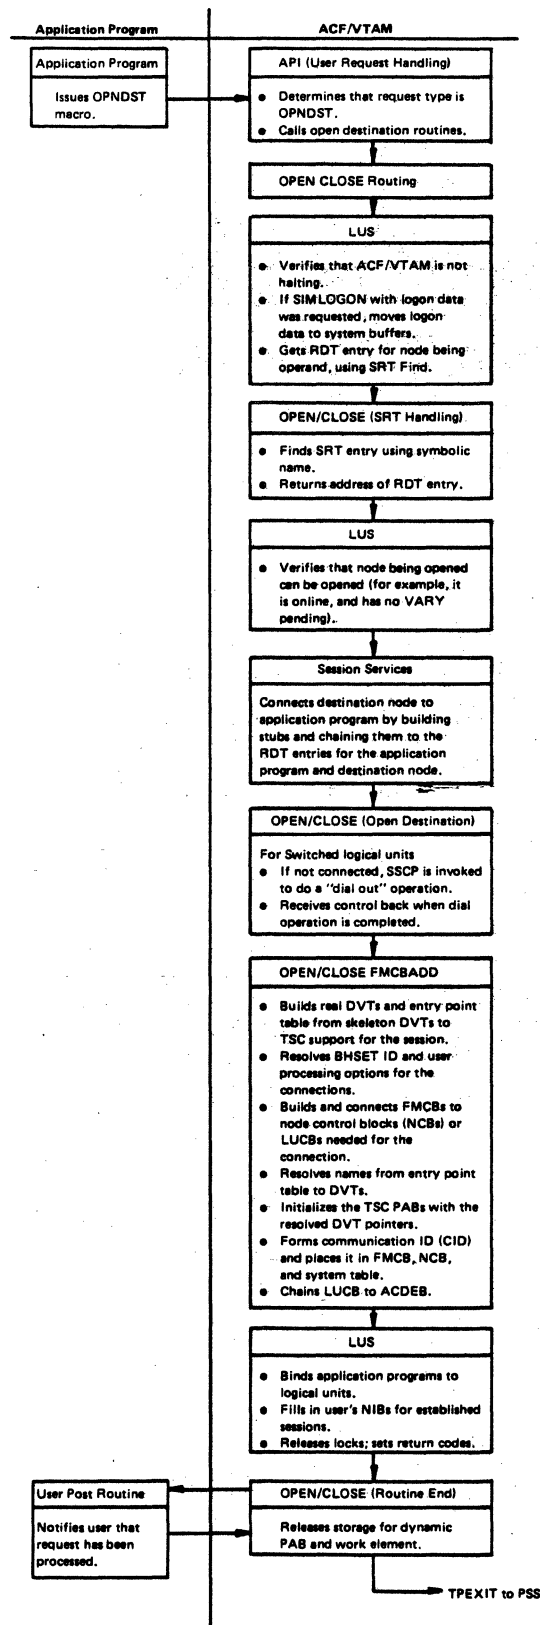 Application Program
ACF/VTAM
Application Program
Issues OPNDST
macro.
API (User Request Handling)
• Determines that request type is
OPNDST.
• Calls open destination routines.
OPEN CLOSE Routing
LUS
• Verifies that ACF/VTAM is not
halting.
• If SIMLOGON with logon data
was requested, moves logon
data to system buffers.
• Gets RDT entry for node being
operand, using SRT Find.
OPEN/CLOSE (SRT Handling)
• Finds SRT entry using symbolic
name.
• Returns address of RDT entry.
LUS
• Verifies that node being opened
can be opened (for example, it
is online, and has no VARY
pending).
Session Services
Connects destination node to
application program by building
stubs and chaining them to the
RDT entries for the application
program and destination node.
OPEN/CLOSE (Open Destination)
For Switched logical units
• If not connected, SSCP is invoked
to do a "dial out" operation.
• Receives control back when dial
operation is completed.
OPEN/CLOSE FMCBADD
• Builds real DVTs and entry point
table from skeleton DVTs to
TSC support for the session.
• Resolves BHSET ID and user
processing options for the
connections.
• Builds and connects FMCBs to
node control blocks (NCBs) or
LUCBs needed for the
connection.
• Resolves names from entry point
table to DVTs.
• Initializes the TSC PABs with the
resolved DVT pointers.
• Forms communication ID (CID)
and places it in FMCB, NCB,
and system table.
• Chains LUCB to ACDEB.
LUS
• Binds application programs to
logical units.
• Fills in user's NIBs for established
sessions.
• Releases locks; sets return codes.
User Post Routine
Notifies user that
request has been
processed.
OPEN/CLOSE (Routine End)
Releases storage for dynamic
PAB and work element.
TPEXIT to PSS